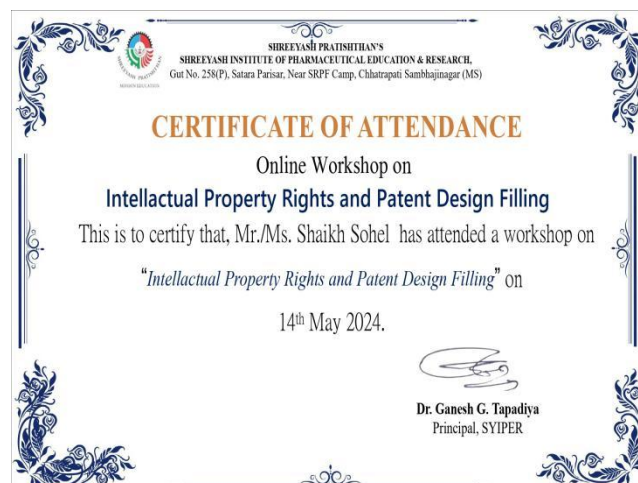 SHREEYASH PRATISHTHAN'S
SHREEYASH INSTITUTE OF PHARMACEUTICAL EDUCATION & RESEARCH,
Gut No. 258(P), Satara Parisar, Near SRPF Camp, Chhatrapati Sambhajinagar (MS)
SHREEYASH PRATISHTHAN
CERTIFICATE OF ATTENDANCE
Online Workshop on
Intellactual Property Rights and Patent Design Filling
This is to certify that, Mr./Ms. Shaikh Sohel has attended a workshop on
"Intellactual Property Rights and Patent Design Filling" on
14th May 2024.
Dr. Ganesh G. Tapadiya
Principal, SYIPER